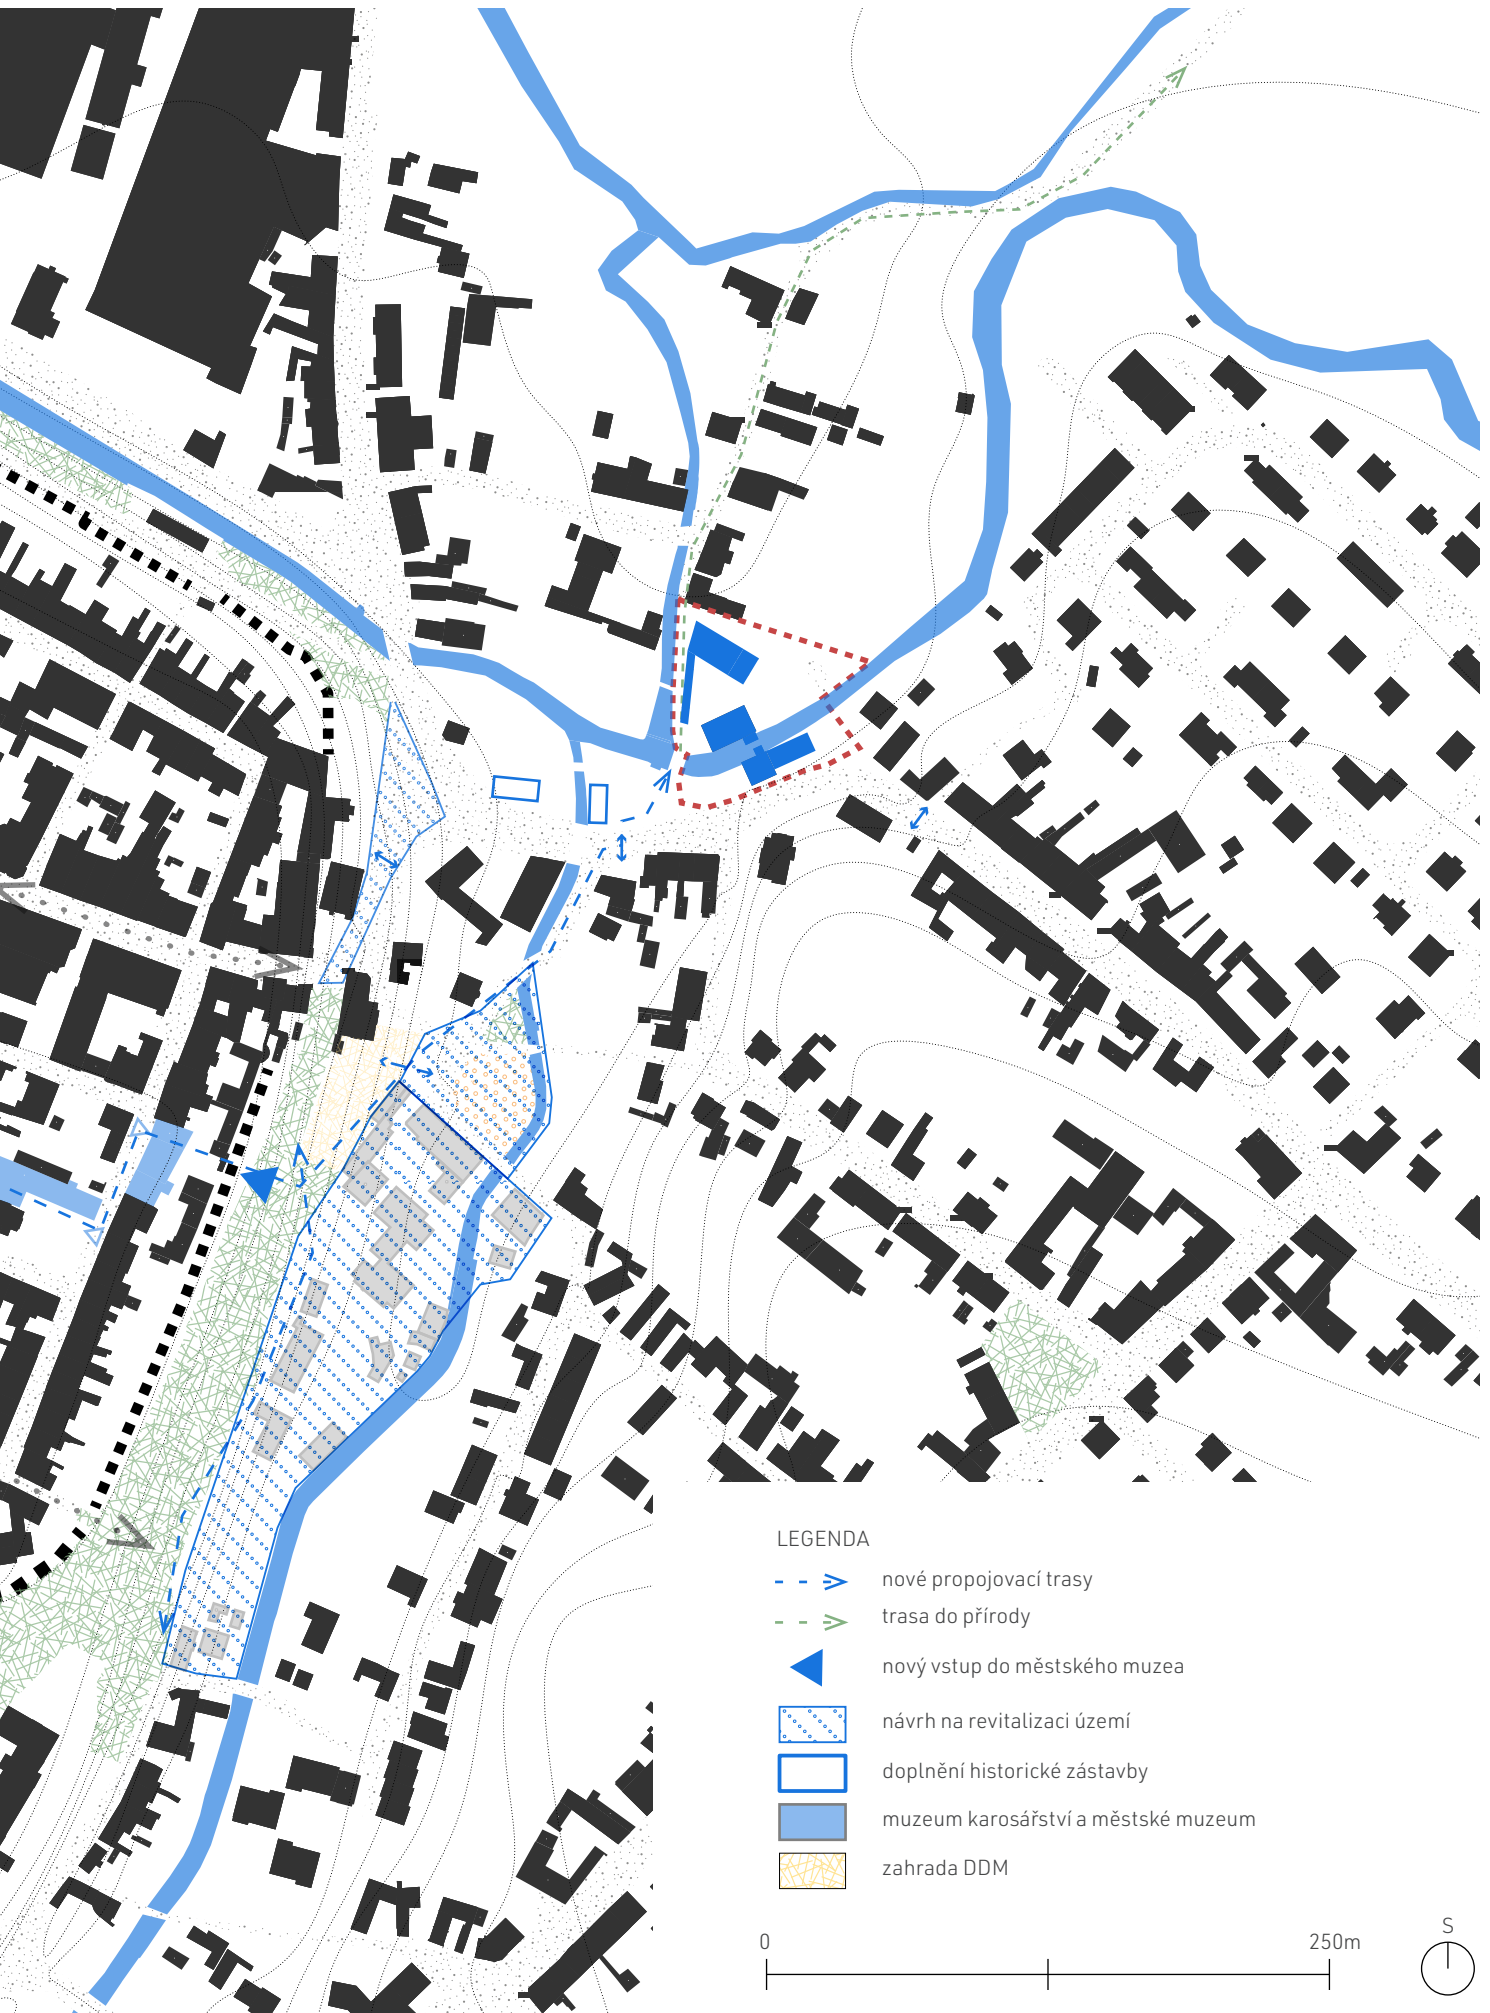 LEGENDA
nové propojovací trasy
trasa do přírody
nový vstup do městského muzea
návrh na revitalizaci území
doplnění historické zástavby
muzeum karosářství a městské muzeum
zahrada DDM
0 250m
S